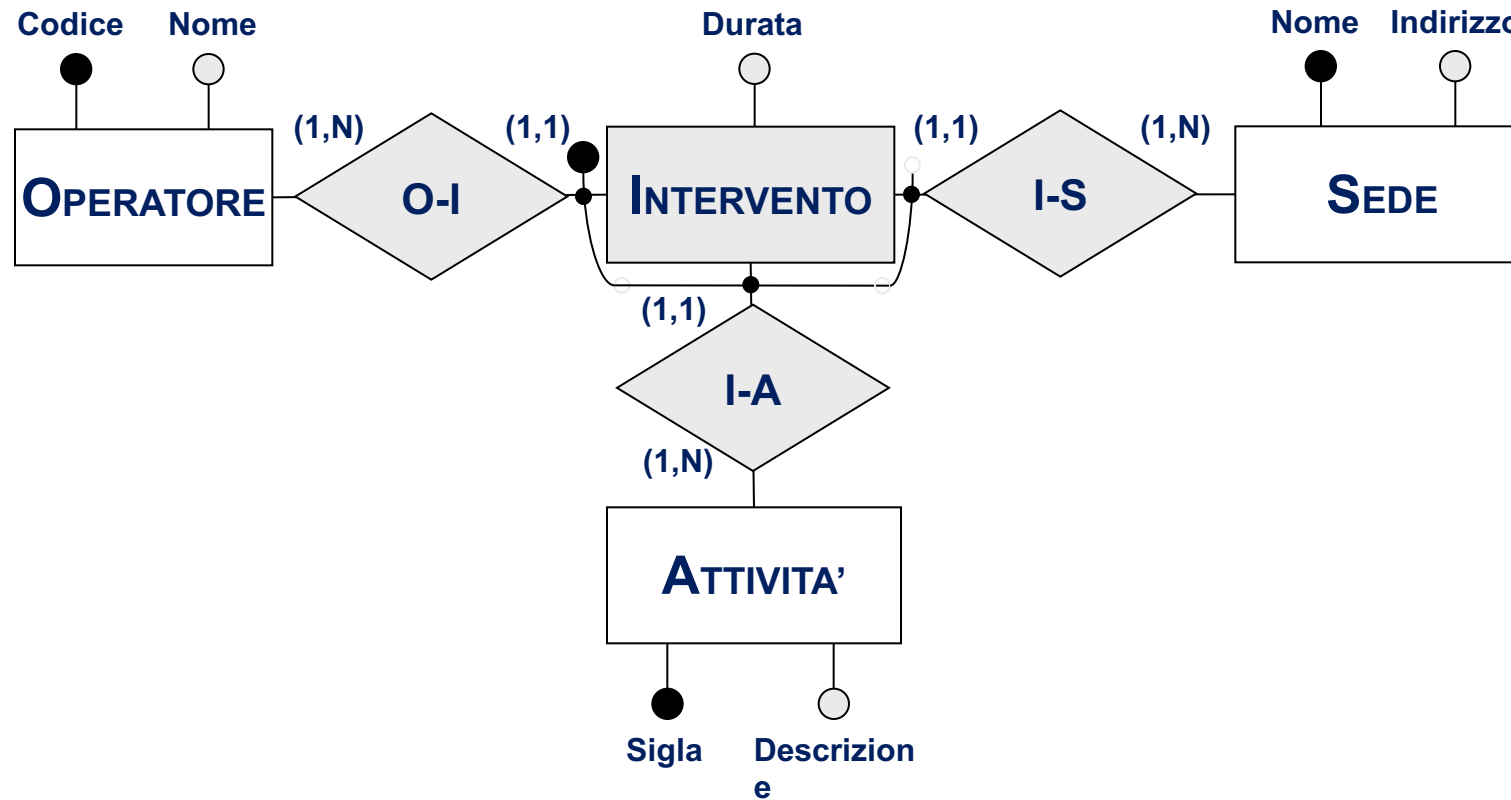 Codice
Nome
Durata
Nome
Indirizzo
(1,N)
(1,1)
(1,1)
(1,N)
OPERATORE
O-I
INTERVENTO
I-S
SEDE
(1,1)
I-A
(1,N)
ATTIVITA’
Sigla
Descrizion
e